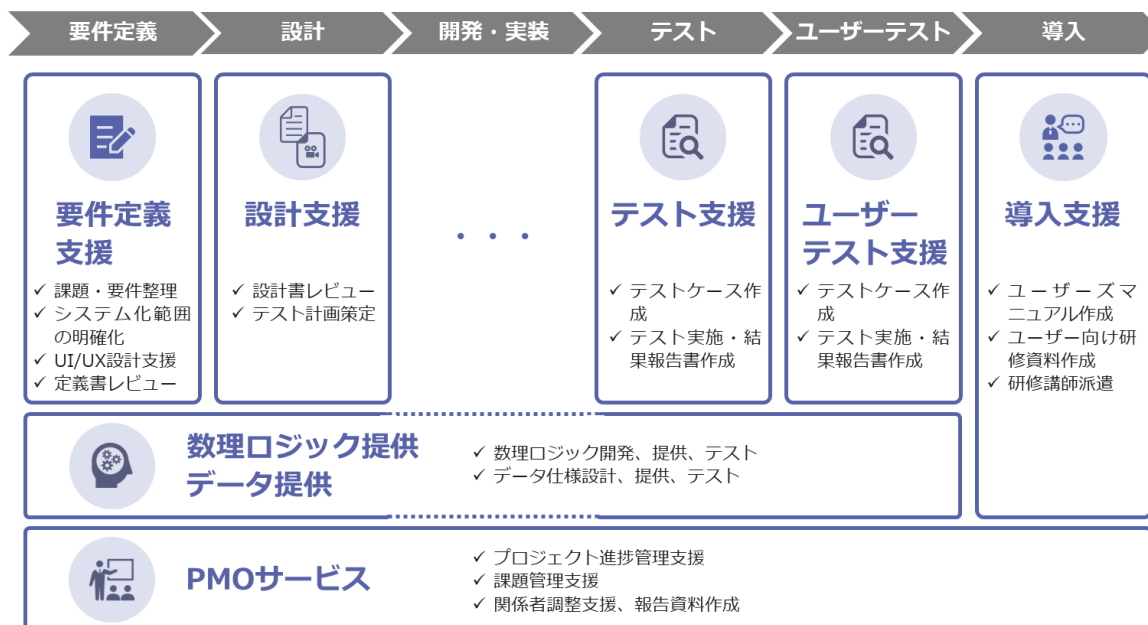 要件定義
設計
開発・実装
テスト
ユーザーテスト
導入
要件定義
支援
✓ 課題・要件整理
✓ システム化範囲
の明確化
✓ UI/UX設計支援
✓ 定義書レビュー
設計支援
✓ 設計書レビュー
✓ テスト計画策定
・・・
テスト支援
✓ テストケース作
成
✓ テスト実施・結
果報告書作成
ユーザー
テスト支援
✓ テストケース作
成
✓ テスト実施・結
果報告書作成
導入支援
✓ ユーザーズマ
ニュアル作成
✓ ユーザー向け研
修資料作成
✓ 研修講師派遣
数理ロジック提供
データ提供
✓ 数理ロジック開発、提供、テスト
✓ データ仕様設計、提供、テスト
PMOサービス
✓ プロジェクト進捗管理支援
✓ 課題管理支援
✓ 関係者調整支援、報告資料作成